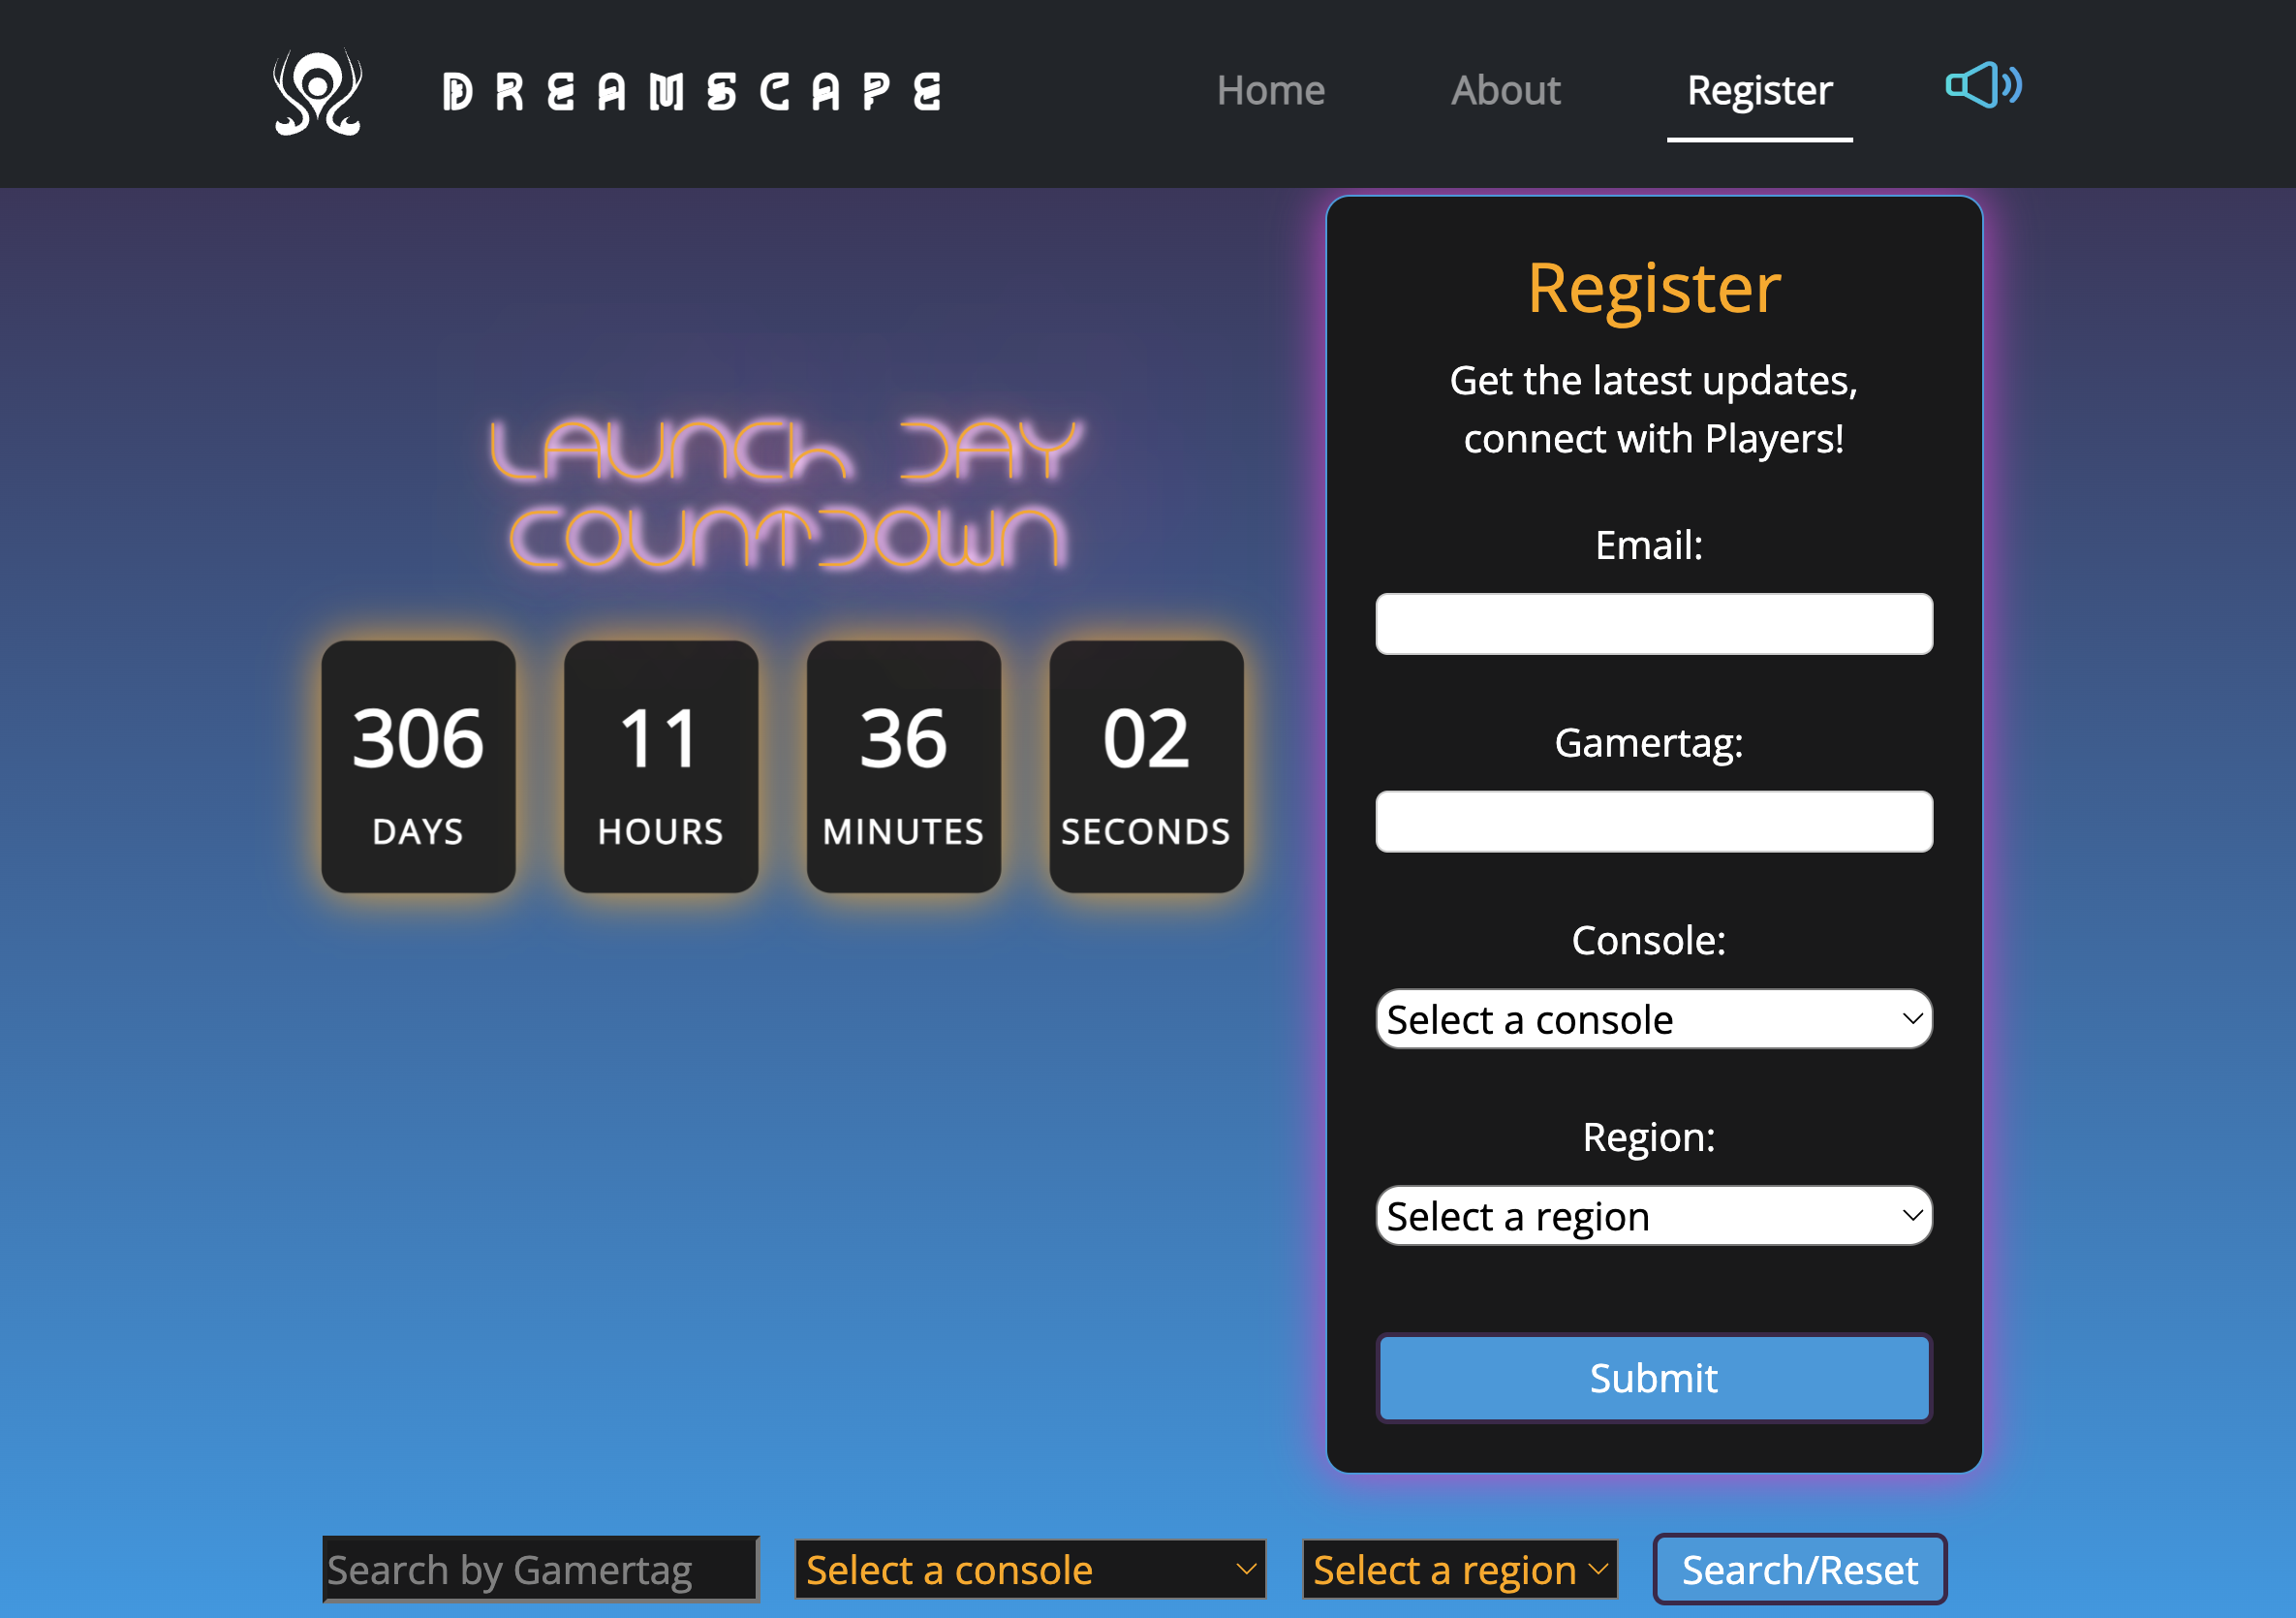 DREAMSCAPE
Home About Register
LAUNCH DAY
COUNTDOWN
306 11 36 02
DAYS HOURS MINUTES SECONDS
Register
Get the latest updates,
connect with Players!
Email:
Gamertag:
Console:
Select a console
Region:
Select a region
Submit
Search by Gamertag Select a console Select a region Search/Reset